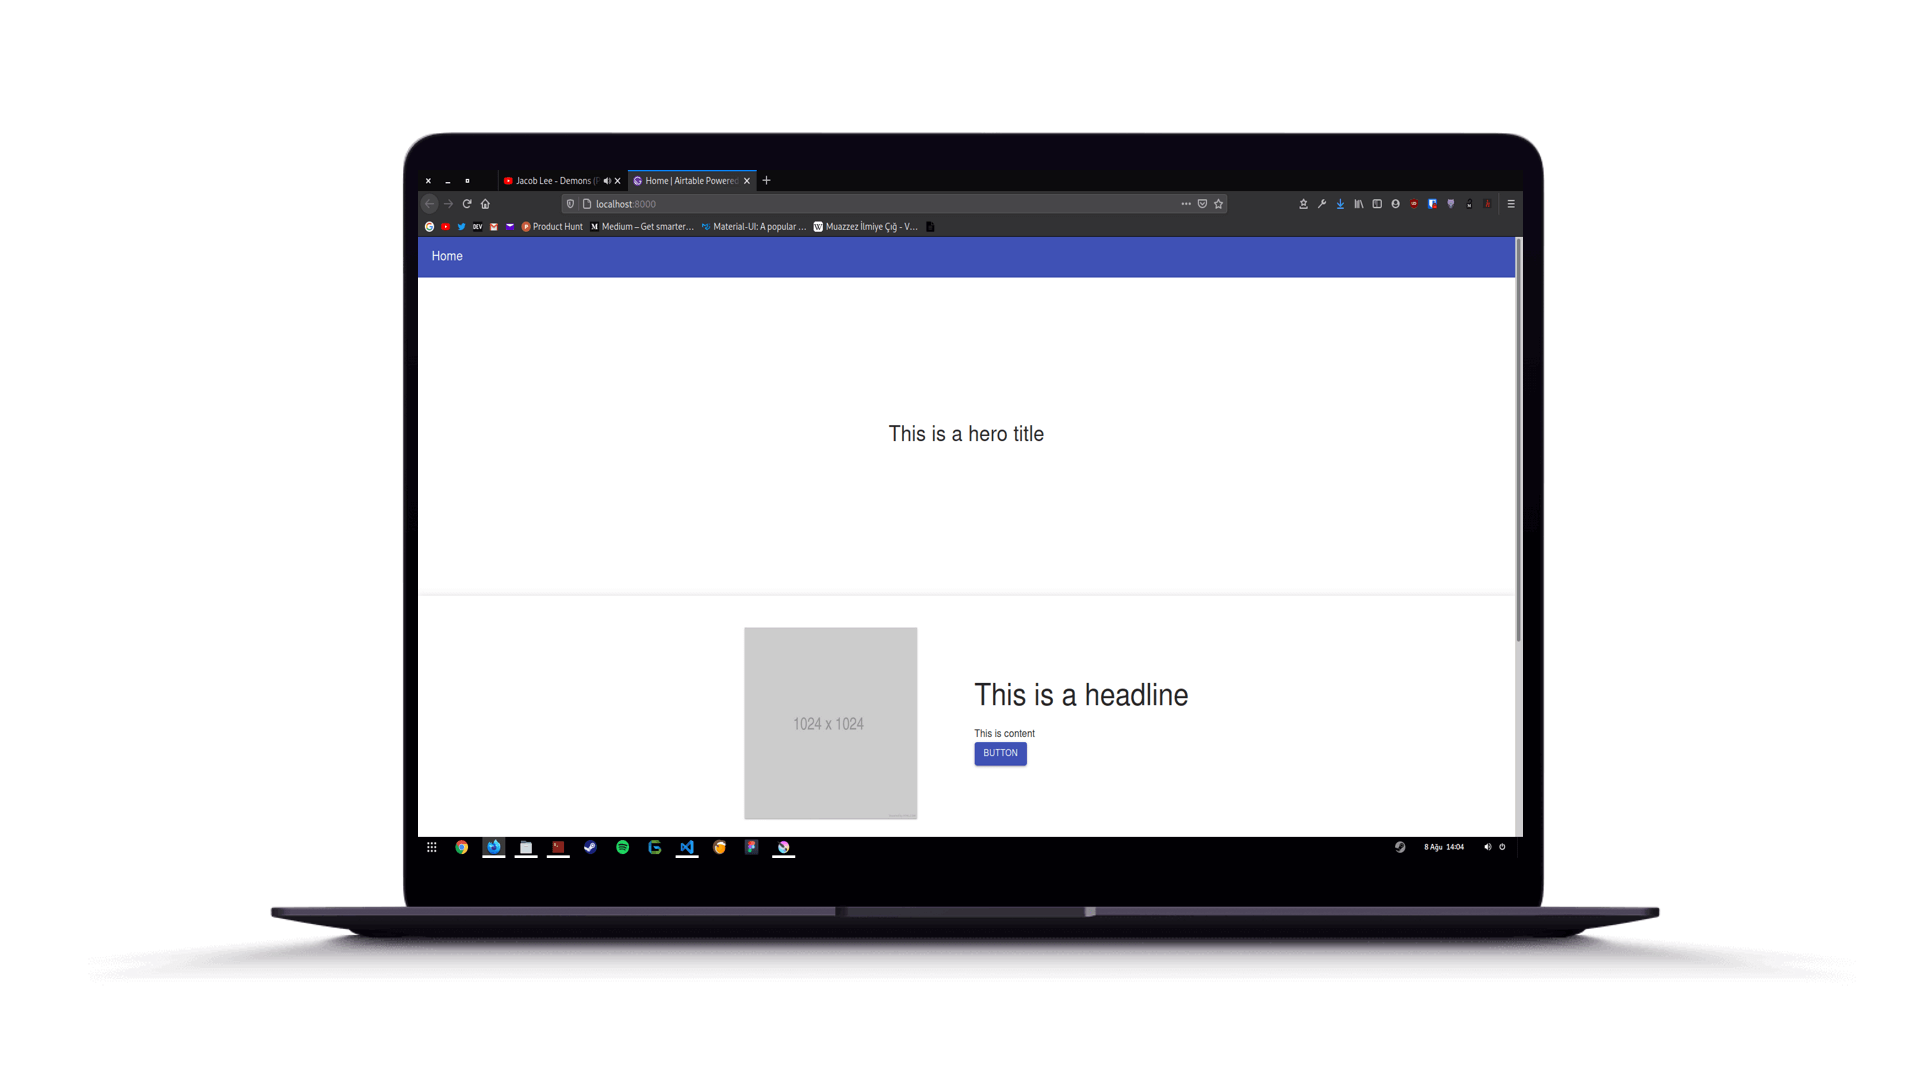 Jacob Lee - Demons (P
Home | Airtable Powered
localhost:8000
DEV
Product Hunt
Medium – Get smarter...
Material-UI: A popular ...
Muazzez İlmiye Çığ - V...
Home
This is a hero title
1024 x 1024
This is a headline
This is content
BUTTON
8 Ağu 14:04